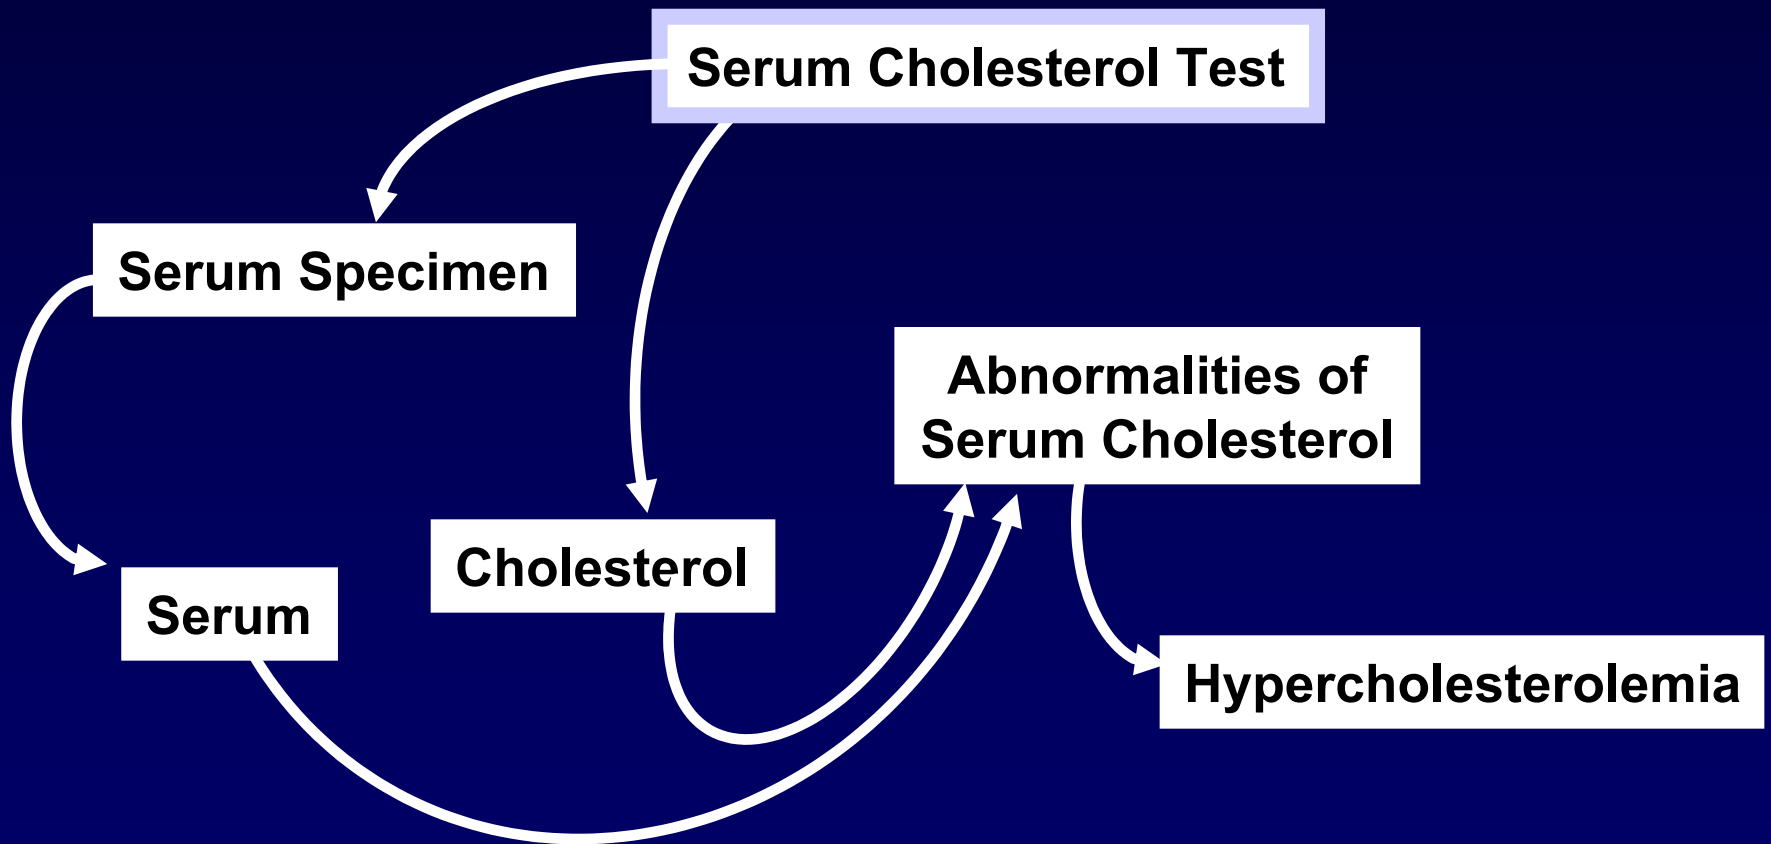 Serum Cholesterol Test
Serum Specimen
Abnormalities of
Serum Cholesterol
Cholesterol
Serum
Hypercholesterolemia